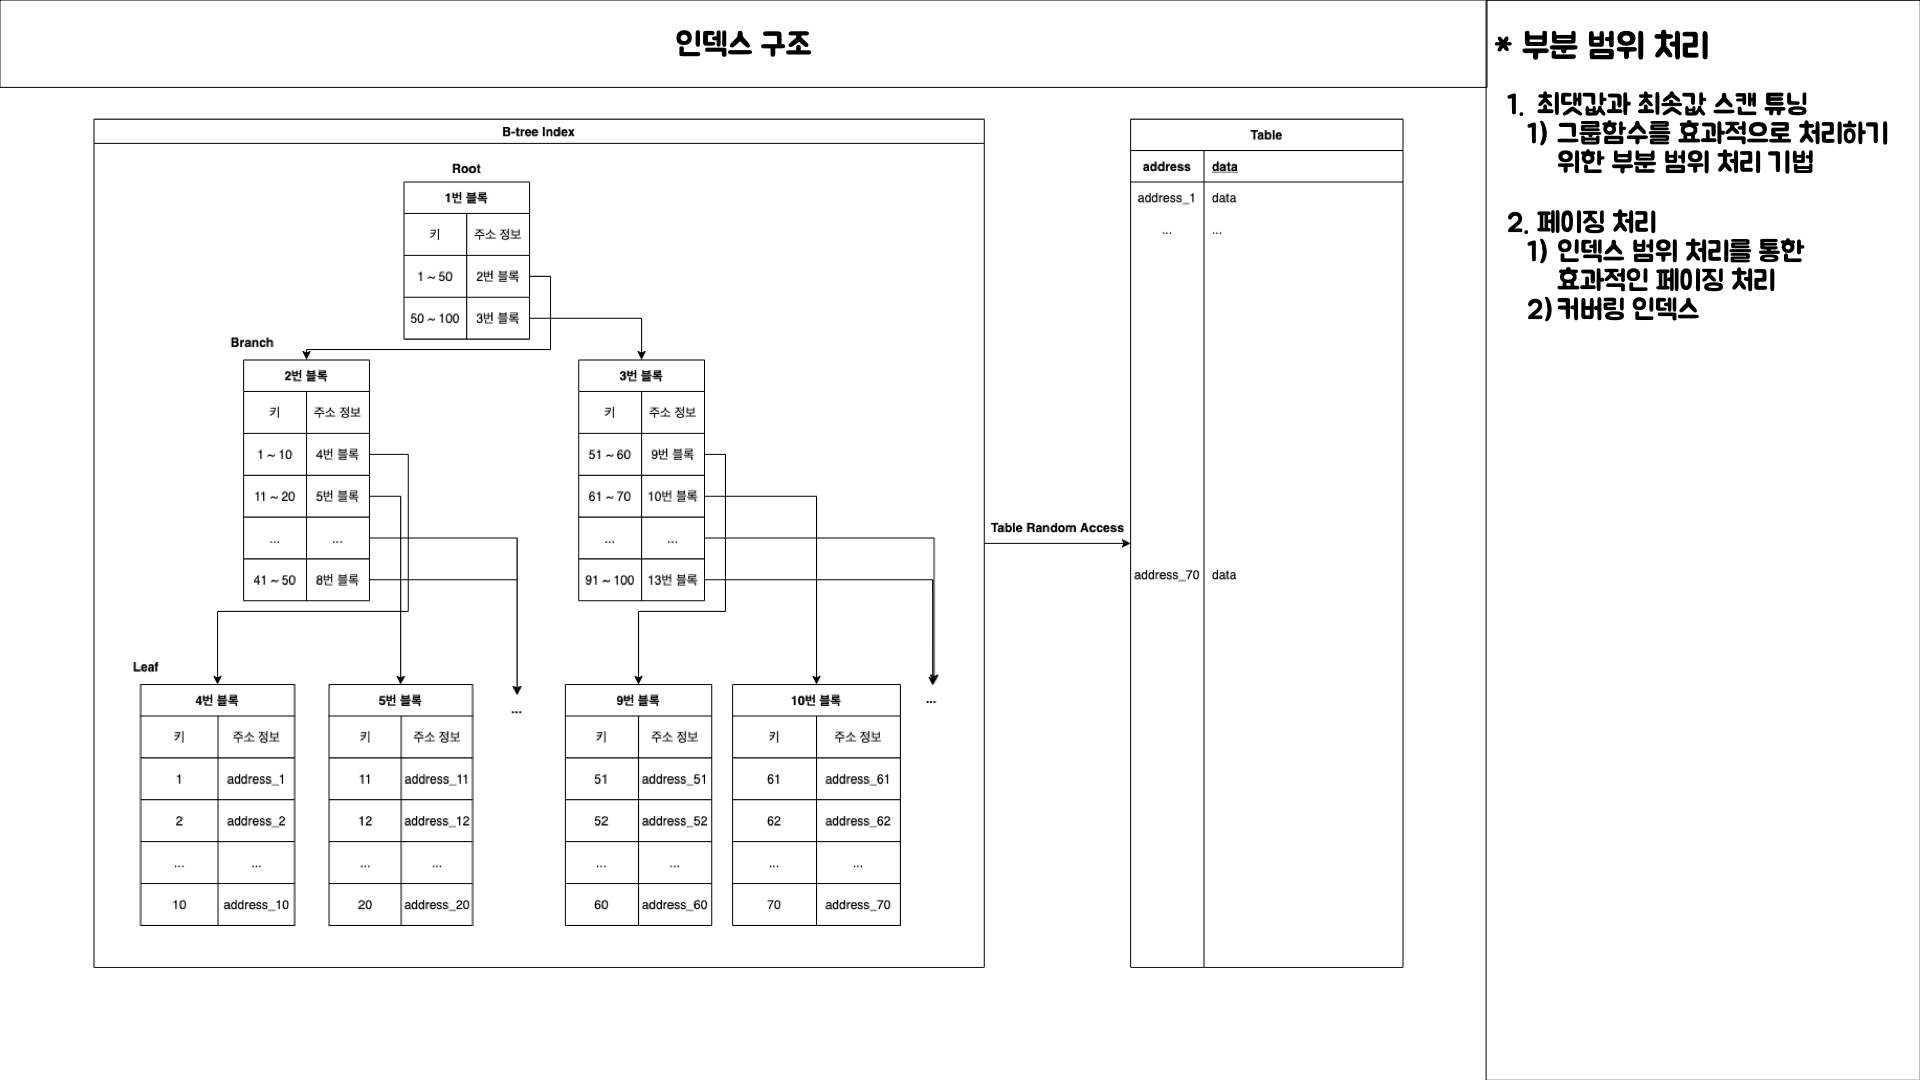 인덱스 구조
B-tree Index
Root
1번 블록
키 주소 정보
1 ~ 50 2번 블록
50 ~ 100 3번 블록
Branch
2번 블록
키 주소 정보
1 ~ 10 4번 블록
11 ~ 20 5번 블록
... ...
41 ~ 50 8번 블록
3번 블록
키 주소 정보
51 ~ 60 9번 블록
61 ~ 70 10번 블록
... ...
91 ~ 100 13번 블록
Leaf
4번 블록
키 주소 정보
1 address_1
2 address_2
... ...
10 address_10
5번 블록
키 주소 정보
11 address_11
12 address_12
... ...
20 address_20
...
9번 블록
키 주소 정보
51 address_51
52 address_52
... ...
60 address_60
10번 블록
키 주소 정보
61 address_61
62 address_62
... ...
70 address_70
...
Table Random Access
Table
address data
address_1 data
... ...
address_70 data
* 부분 범위 처리
1. 최댓값과 최솟값 스캔 튜닝
1) 그룹함수를 효과적으로 처리하기
위한 부분 범위 처리 기법
2. 페이징 처리
1) 인덱스 범위 처리를 통한
효과적인 페이징 처리
2) 커버링 인덱스